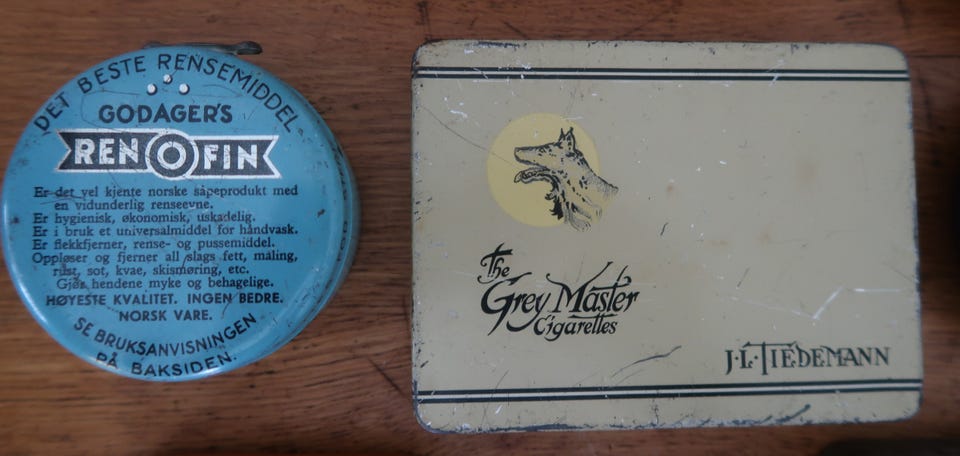 DET BESTE RENSEMIDDEL
GODAGER'S
RENOFIN
Er det vel kjente norske såpeprodukt med
en vidunderlig renseevne.
Er hygienisk, økonomisk, uskadelig.
Er i bruk et universalmiddel for håndvask.
Er flekkfjerner, rense- og pussemiddel.
Oppløser og fjerner all slags fett, maling,
rust, sot, kvae, skismøring, etc.
Gjør hendene myke og behagelige.
HØYESTE KVALITET. INGEN BEDRE.
NORSK VARE.
SE BRUKSANVISNINGEN
PÅ BAKSIDEN.
The
Grey Master
Cigarettes
J·L·TIEDEMANN